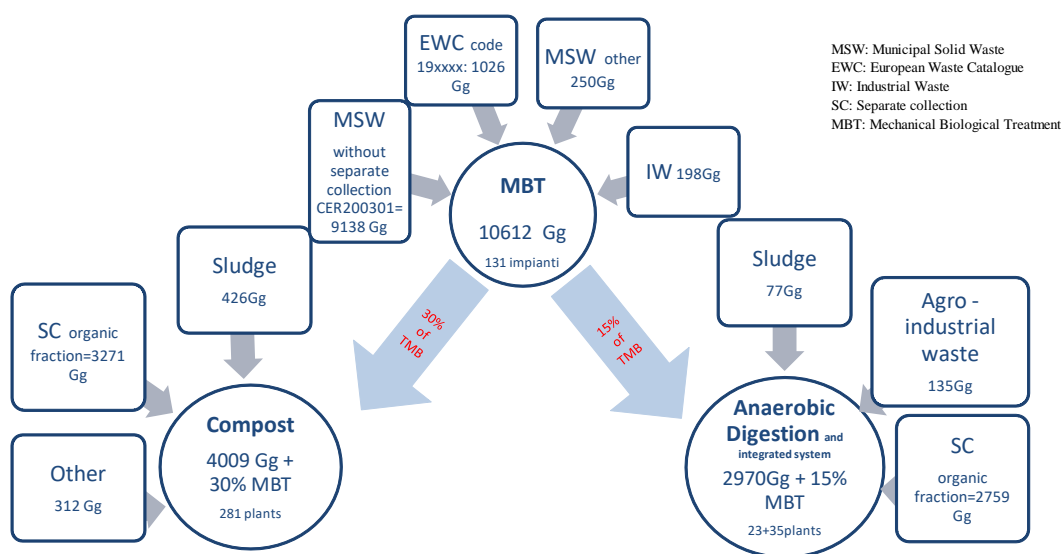 EWC code
19xxxx: 1026
Gg
MSW other
250Gg
MSW: Municipal Solid Waste
EWC: European Waste Catalogue
IW: Industrial Waste
SC: Separate collection
MBT: Mechanical Biological Treatment
MSW
without
separate
collection
CER200301=
9138 Gg
MBT
10612 Gg
131 impianti
IW 198Gg
Sludge
426Gg
Sludge
77Gg
30%
of
TMB
15%
of
TMB
SC organic
fraction=3271
Gg
Agro -
industrial
waste
135Gg
Compost
4009 Gg +
30% MBT
281 plants
Anaerobic
Digestion and
integrated system
2970Gg + 15%
MBT
23+35plants
Other
312 Gg
SC
organic
fraction=2759
Gg